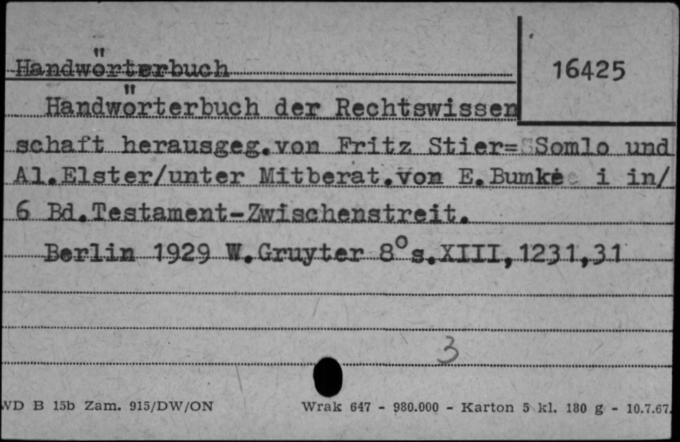 Handwörterbuch
16425
Handwörterbuch der Rechtswissen
schaft herausgeg.von Fritz Stier= Somlo und
Al.Elster/unter Mitberat.von E.Bumke i in/
6 Bd.Testament-Zwischenstreit.
Berlin 1929 W.Gruyter 8° s.XIII,1231,31
3
WD B 15b Zam. 915/DW/ON Wrak 647 - 980.000 - Karton 5 kl. 180 g - 10.7.67